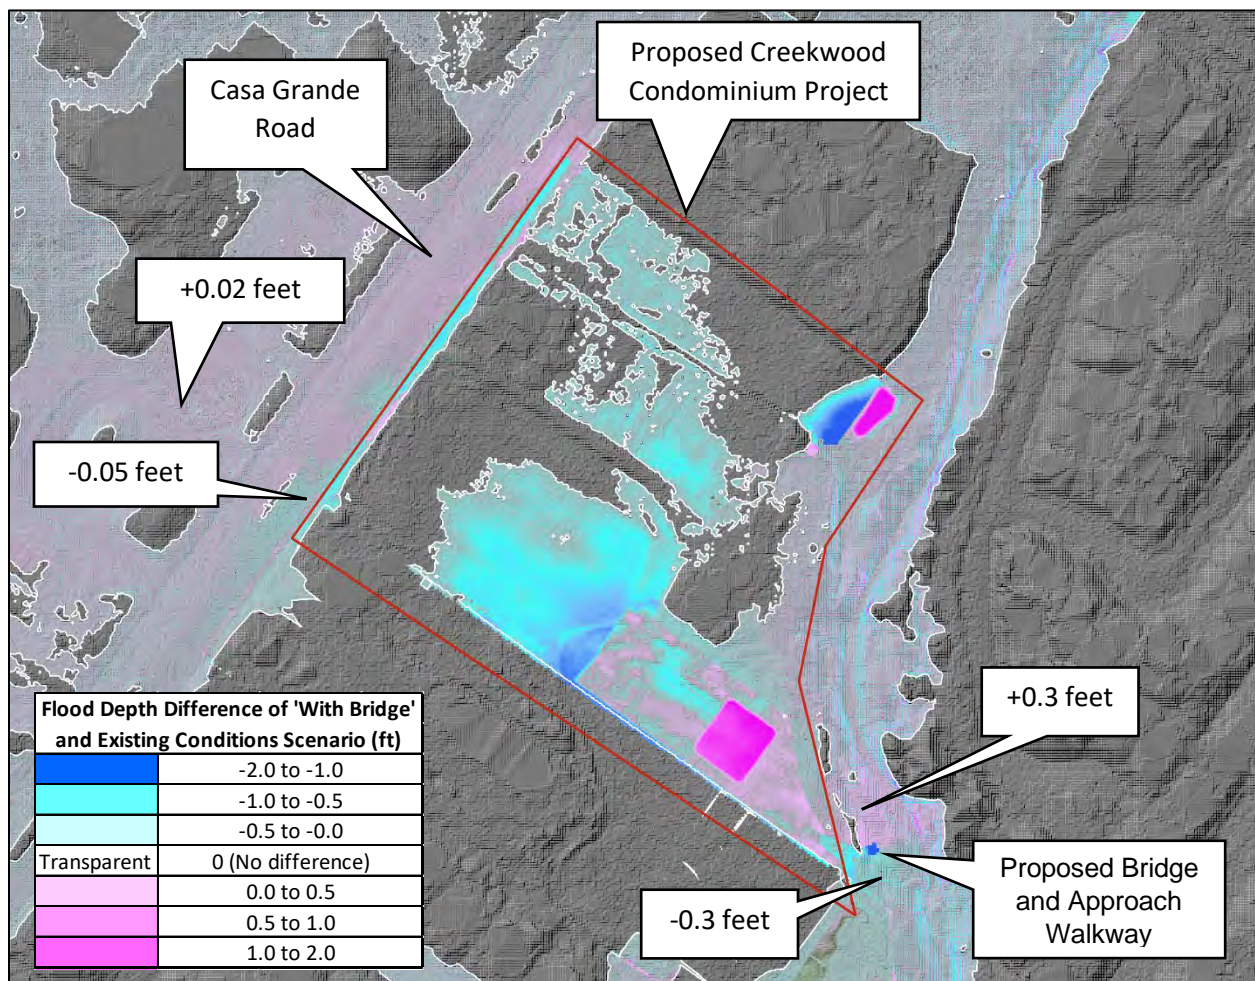 Proposed Creekwood
Condominium Project
Casa Grande
Road
+0.02 feet
-0.05 feet
+0.3 feet
-0.3 feet
Proposed Bridge
and Approach
Walkway
Flood Depth Difference of 'With Bridge'
and Existing Conditions Scenario (ft)
-2.0 to -1.0
-1.0 to -0.5
-0.5 to -0.0
Transparent 0 (No difference)
0.0 to 0.5
0.5 to 1.0
1.0 to 2.0